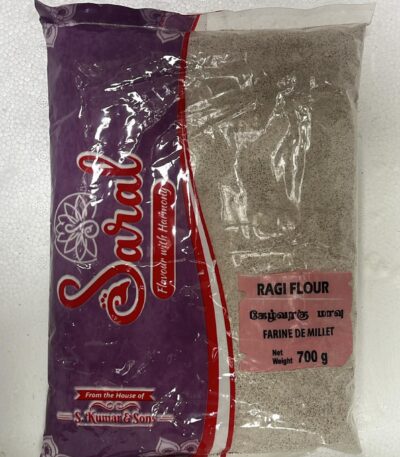 Saral
Flavour with Harmony
From the House of
S. Kumar & Sons
RAGI FLOUR
கேழ்வரகு மாவு
FARINE DE MILLET
Net
Weight 700 g